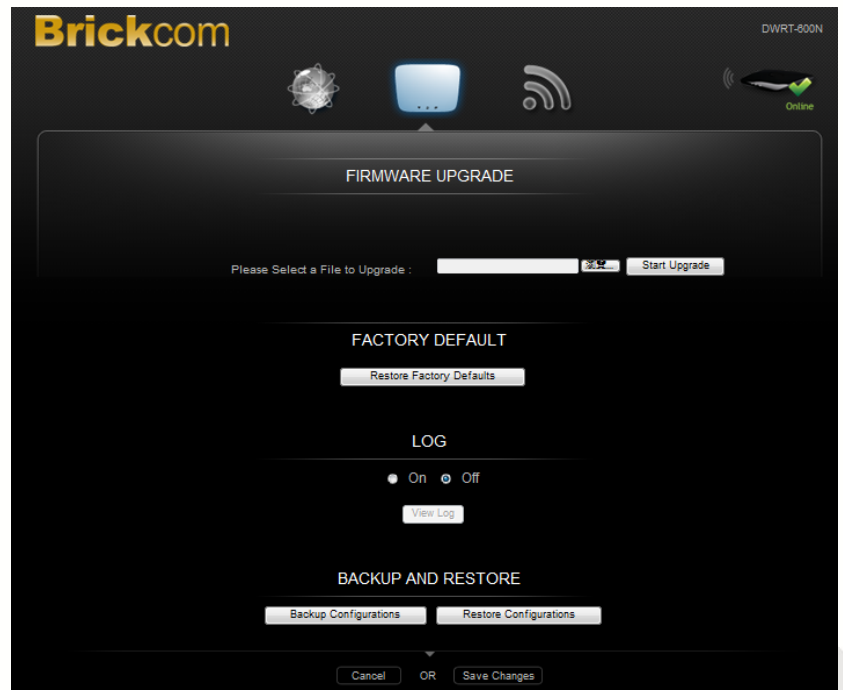 Brickcom
DWRT-600N
Online
FIRMWARE UPGRADE
Please Select a File to Upgrade :
Start Upgrade
FACTORY DEFAULT
Restore Factory Defaults
LOG
On Off
View Log
BACKUP AND RESTORE
Backup Configurations Restore Configurations
Cancel OR Save Changes